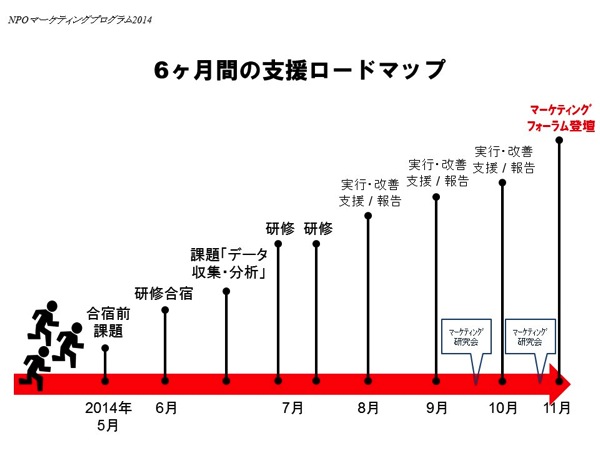 NPOマーケティングプログラム2014
6ヶ月間の支援ロードマップ
マーケティング
フォーラム登壇
実行・改善
支援 / 報告
実行・改善
支援 / 報告
実行・改善
支援 / 報告
研修
研修
課題「データ
収集・分析」
研修合宿
合宿前
課題
マーケティング
研究会
マーケティング
研究会
2014年
5月
6月
7月
8月
9月
10月
11月